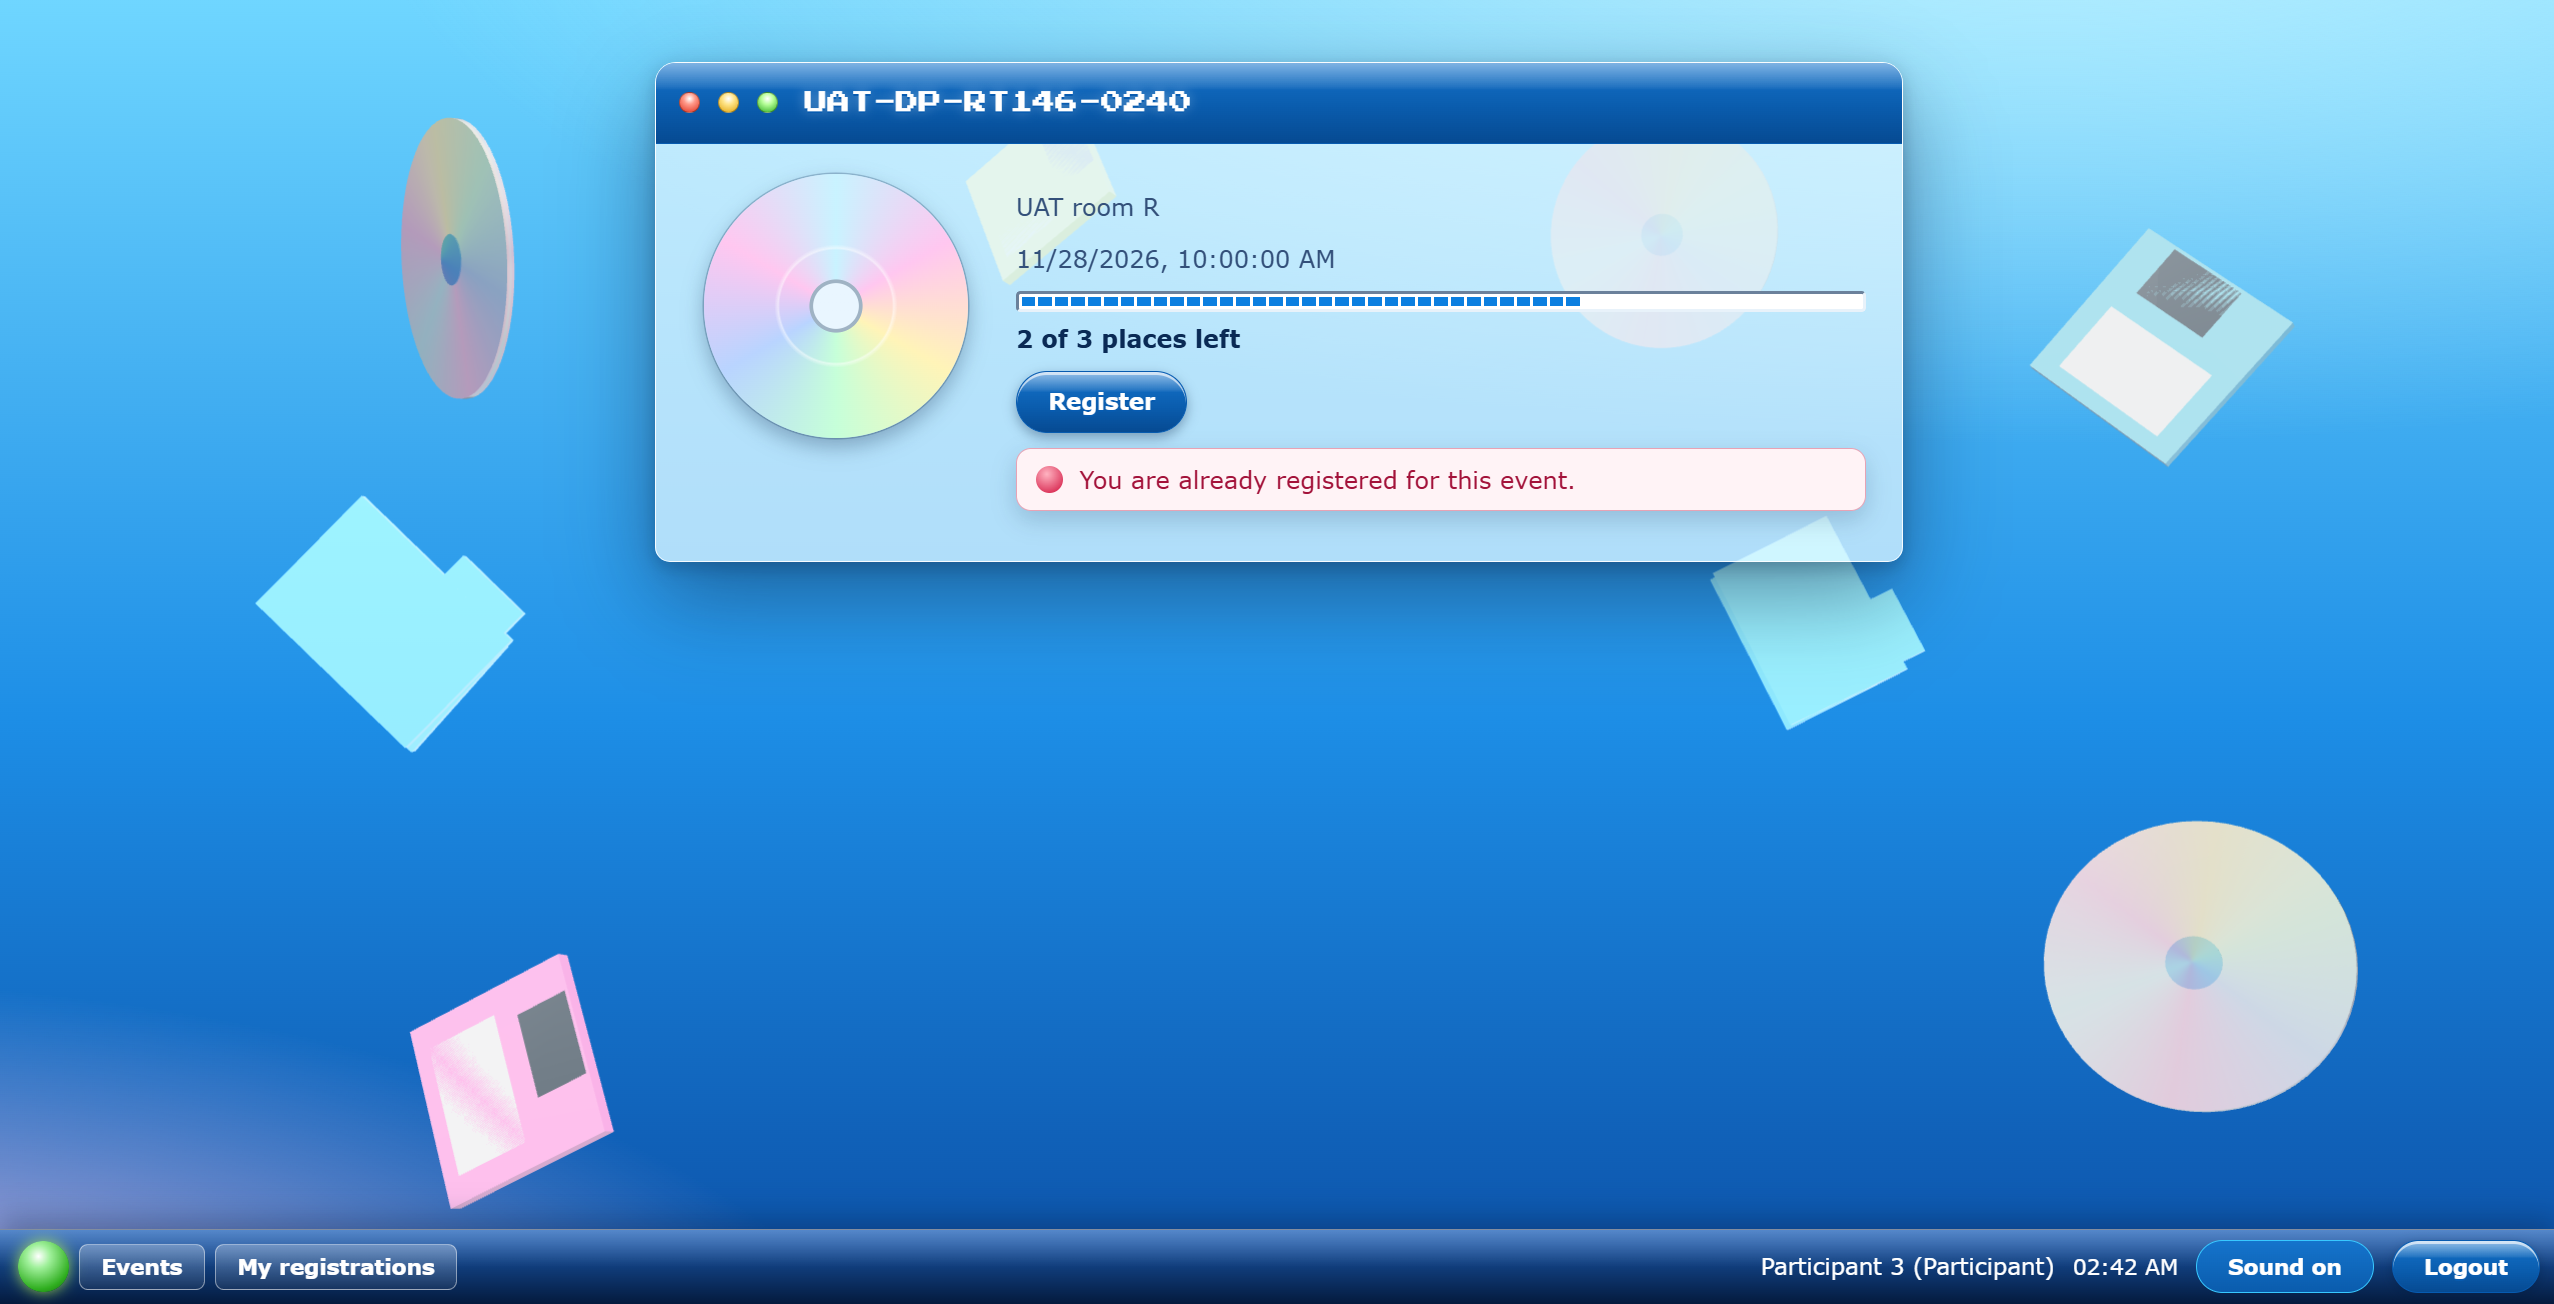 UAT-DP-RT146-0240
UAT room R
11/28/2026, 10:00:00 AM
2 of 3 places left
Register
You are already registered for this event.
Events
My registrations
Participant 3 (Participant)
02:42 AM
Sound on
Logout